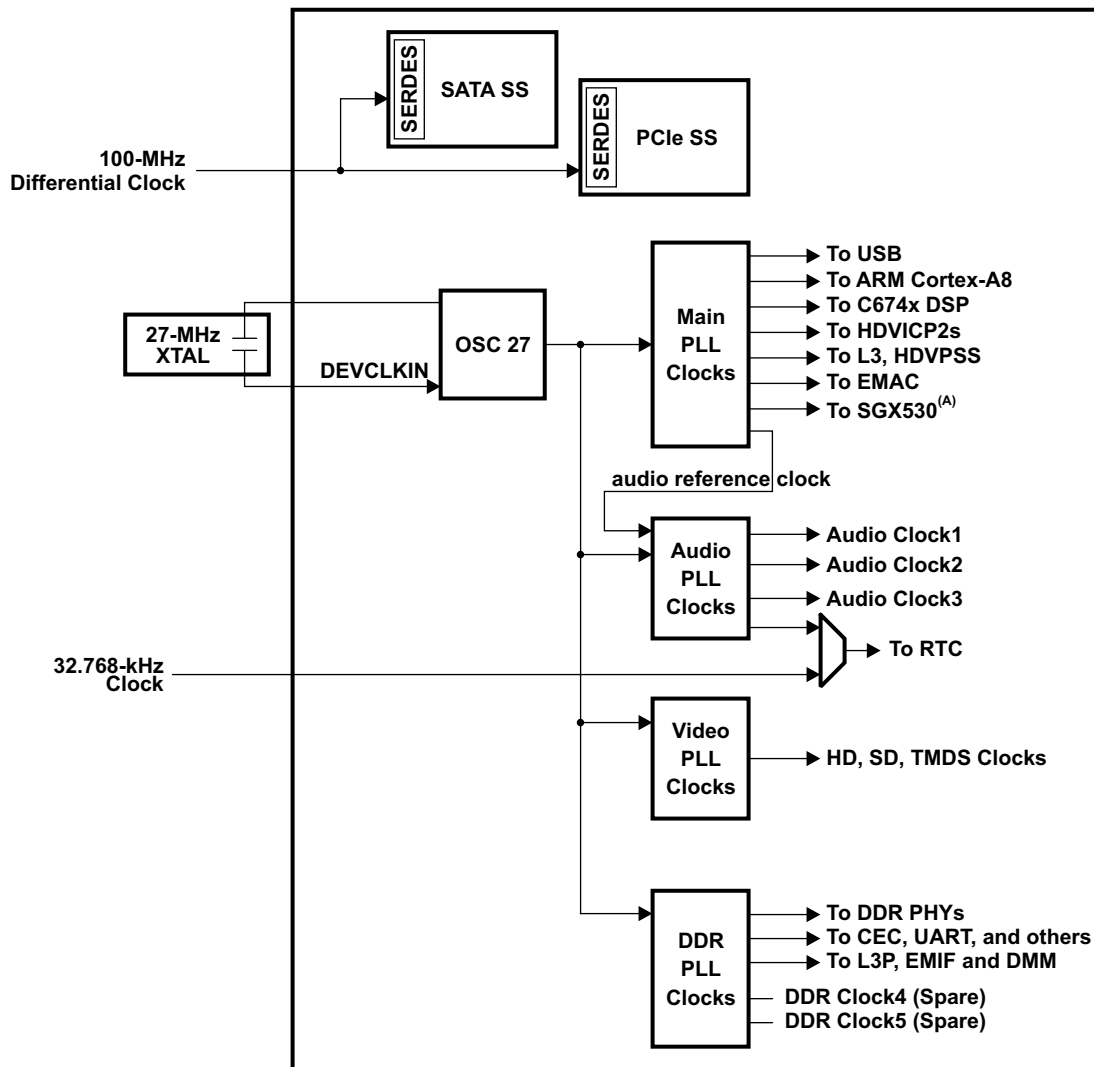 SERDES
SATA SS
SERDES
PCIe SS
100-MHz
Differential Clock
27-MHz
XTAL
DEVCLKIN
OSC 27
Main
PLL
Clocks
To USB
To ARM Cortex-A8
To C674x DSP
To HDVICP2s
To L3, HDVPSS
To EMAC
To SGX530(A)
audio reference clock
Audio
PLL
Clocks
Audio Clock1
Audio Clock2
Audio Clock3
To RTC
32.768-kHz
Clock
Video
PLL
Clocks
HD, SD, TMDS Clocks
DDR
PLL
Clocks
To DDR PHYs
To CEC, UART, and others
To L3P, EMIF and DMM
DDR Clock4 (Spare)
DDR Clock5 (Spare)